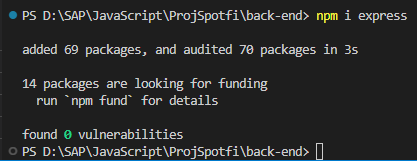 PS D:\SAP\JavaScript\ProjSpotfi\back-end> npm i express
added 69 packages, and audited 70 packages in 3s
14 packages are looking for funding
run `npm fund` for details
found 0 vulnerabilities
PS D:\SAP\JavaScript\ProjSpotfi\back-end>